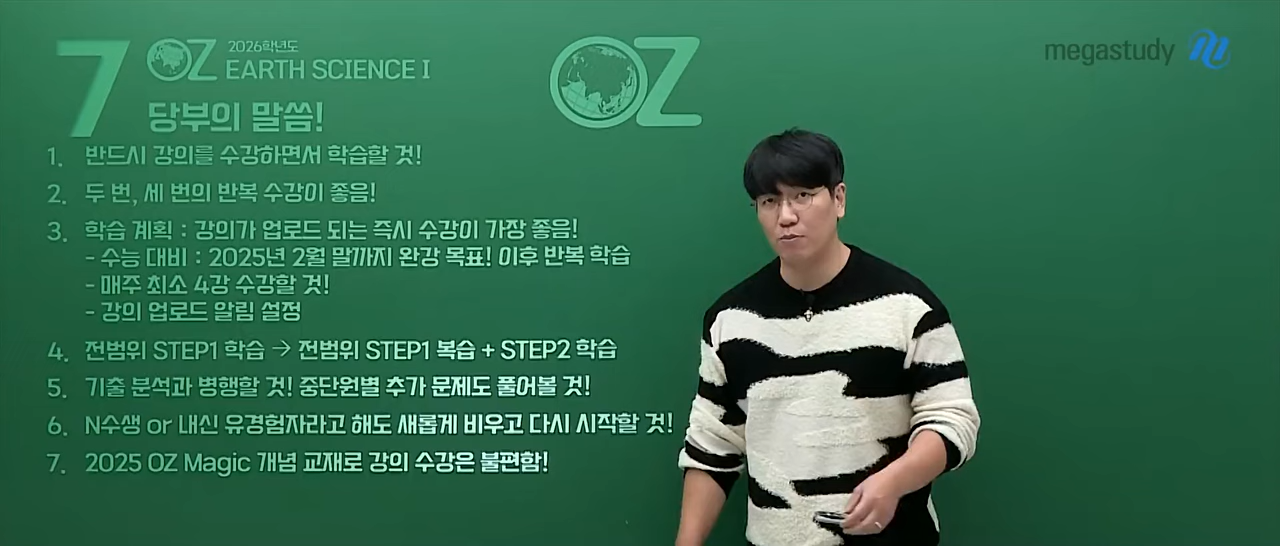 7
OZ
2026학년도
EARTH SCIENCE I
당부의 말씀!
OZ
megastudy
1. 반드시 강의를 수강하면서 학습할 것!
2. 두 번, 세 번의 반복 수강이 좋음!
3. 학습 계획 : 강의가 업로드 되는 즉시 수강이 가장 좋음!
- 수능 대비 : 2025년 2월 말까지 완강 목표! 이후 반복 학습
- 매주 최소 4강 수강할 것!
- 강의 업로드 알림 설정
4. 전범위 STEP1 학습 → 전범위 STEP1 복습 + STEP2 학습
5. 기출 분석과 병행할 것! 중단원별 추가 문제도 풀어볼 것!
6. N수생 or 내신 유경험자라고 해도 새롭게 비우고 다시 시작할 것!
7. 2025 OZ Magic 개념 교재로 강의 수강은 불편함!